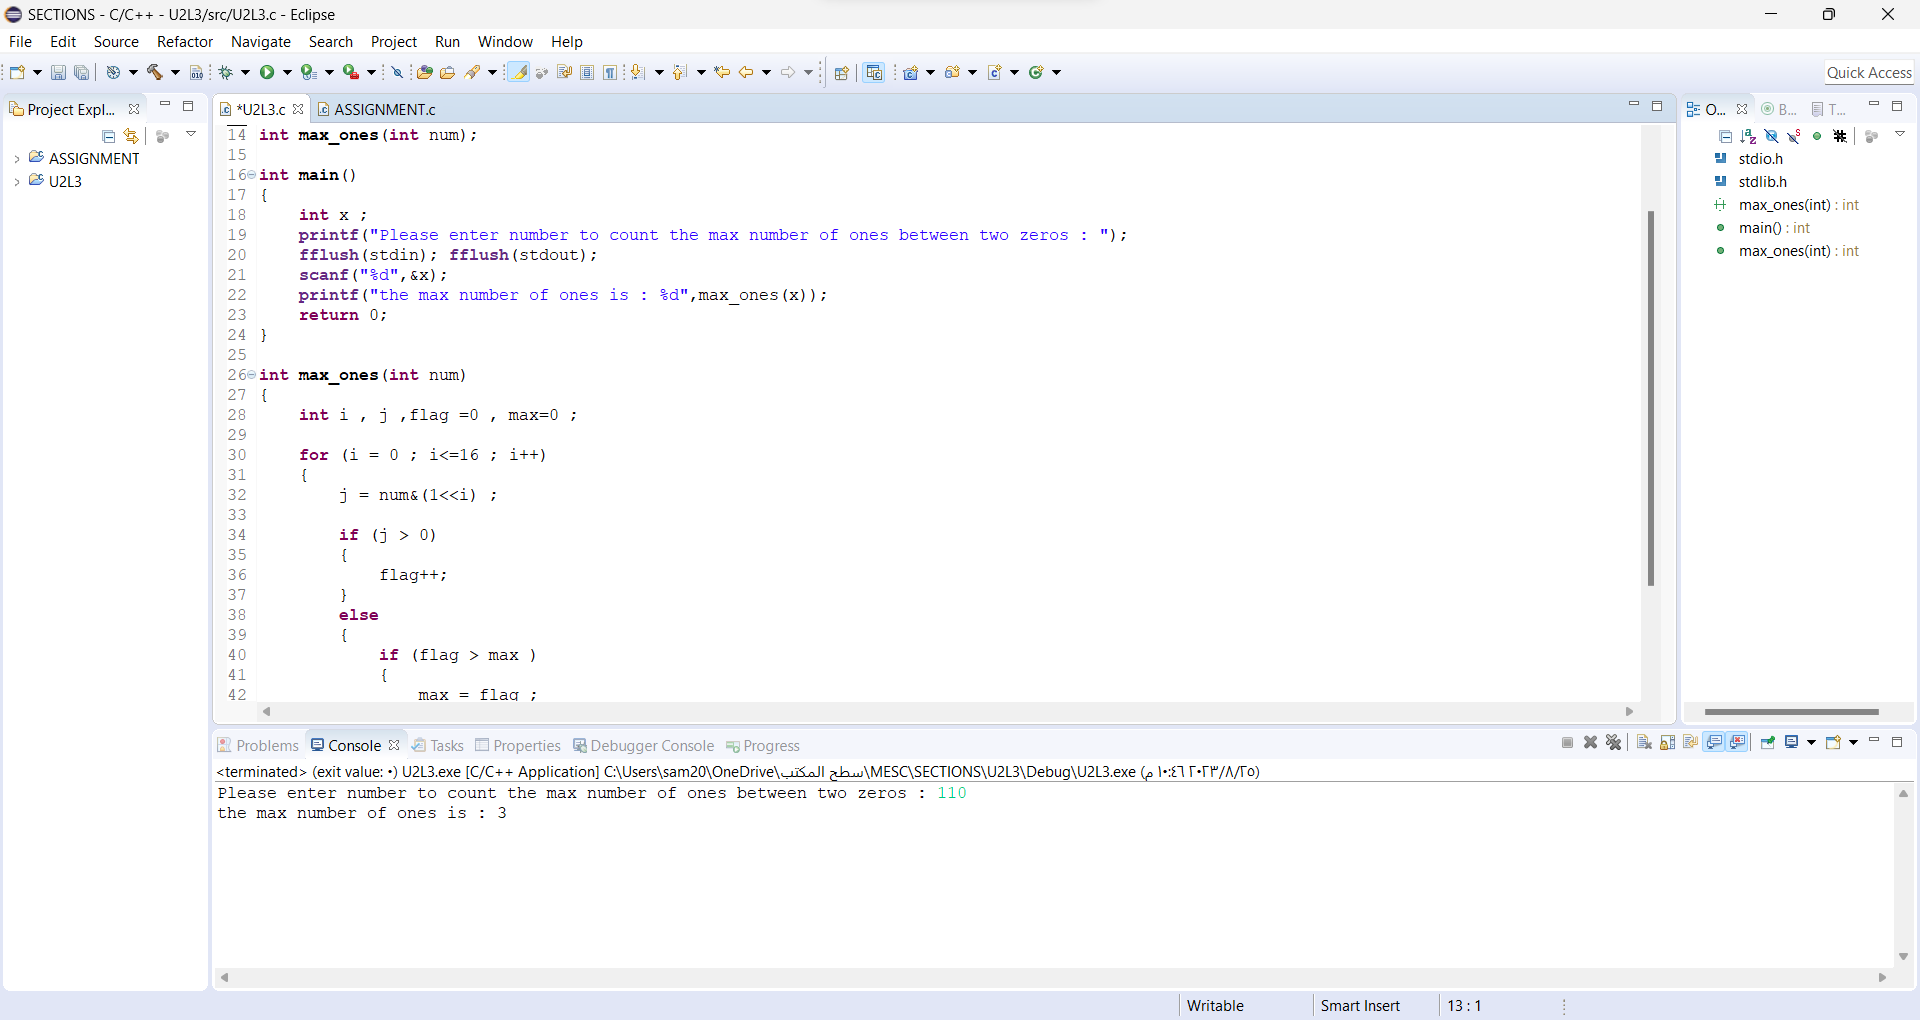 SECTIONS - C/C++ - U2L3/src/U2L3.c - Eclipse
File Edit Source Refactor Navigate Search Project Run Window Help
Quick Access
Project Expl...
ASSIGNMENT
U2L3
*U2L3.c ASSIGNMENT.c
14 int max_ones(int num);
15
16 int main()
17 {
18 int x ;
19 printf("Please enter number to count the max number of ones between two zeros : ");
20 fflush(stdin); fflush(stdout);
21 scanf("%d",&x);
22 printf("the max number of ones is : %d",max_ones(x));
23 return 0;
24 }
25
26 int max_ones(int num)
27 {
28 int i , j ,flag =0 , max=0 ;
29
30 for (i = 0 ; i<=16 ; i++)
31 {
32 j = num&(1<<i) ;
33
34 if (j > 0)
35 {
36 flag++;
37 }
38 else
39 {
40 if (flag > max )
41 {
42 max = flag ;
O... B... T...
stdio.h
stdlib.h
max_ones(int) : int
main() : int
max_ones(int) : int
Problems Console Tasks Properties Debugger Console Progress
<terminated> (exit value: ٠) U2L3.exe [C/C++ Application] C:\Users\sam20\OneDrive\سطح المكتب\MESC\SECTIONS\U2L3\Debug\U2L3.exe (٢٠٢٣/٨/٢٥ ١٠:٤٦ م)
Please enter number to count the max number of ones between two zeros : 110
the max number of ones is : 3
Writable Smart Insert 13 : 1